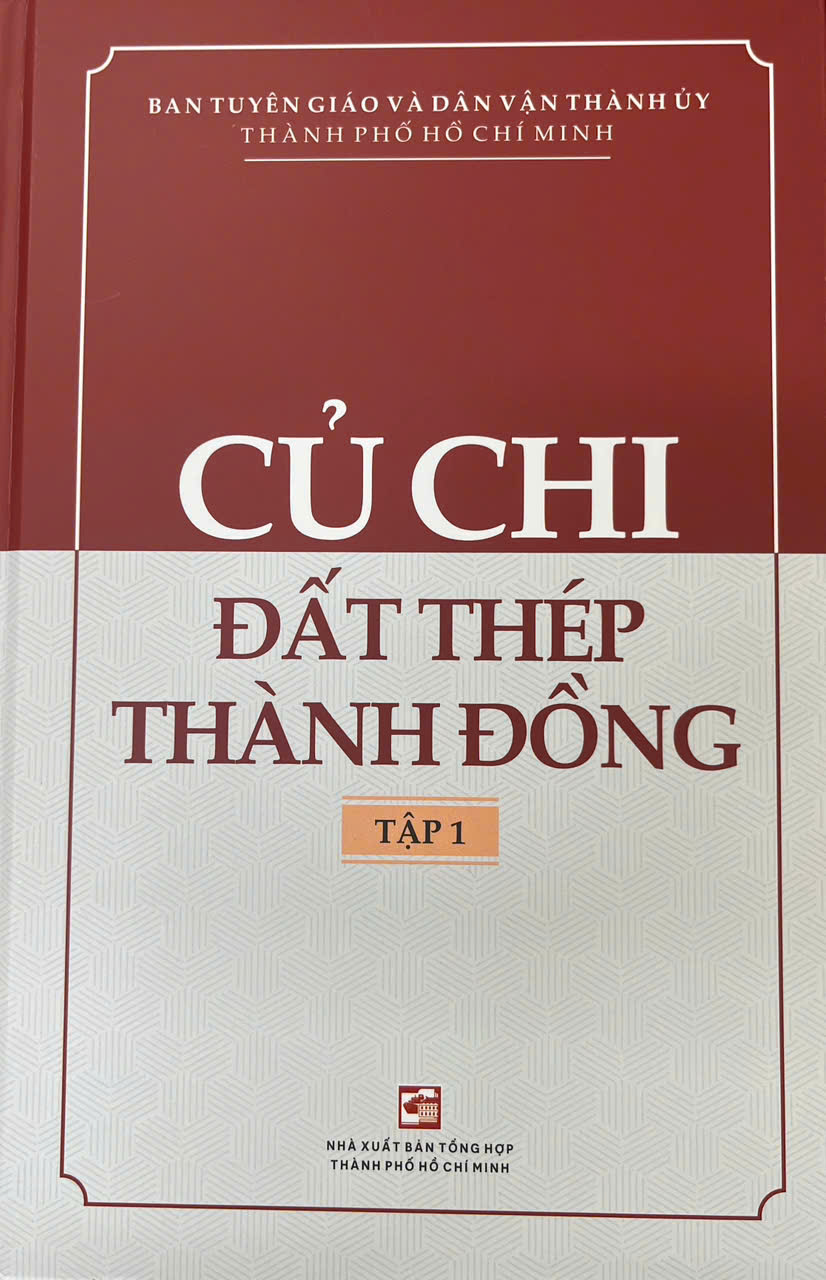 BAN TUYÊN GIÁO VÀ DÂN VẬN THÀNH ỦY
THÀNH PHỐ HỒ CHÍ MINH
CỦ CHI
ĐẤT THÉP
THÀNH ĐỒNG
TẬP 1
NHÀ XUẤT BẢN TỔNG HỢP
THÀNH PHỐ HỒ CHÍ MINH